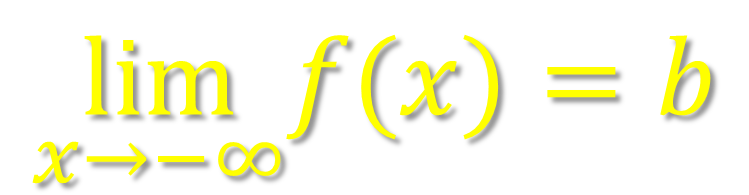 lim f(x) = b
x→−∞